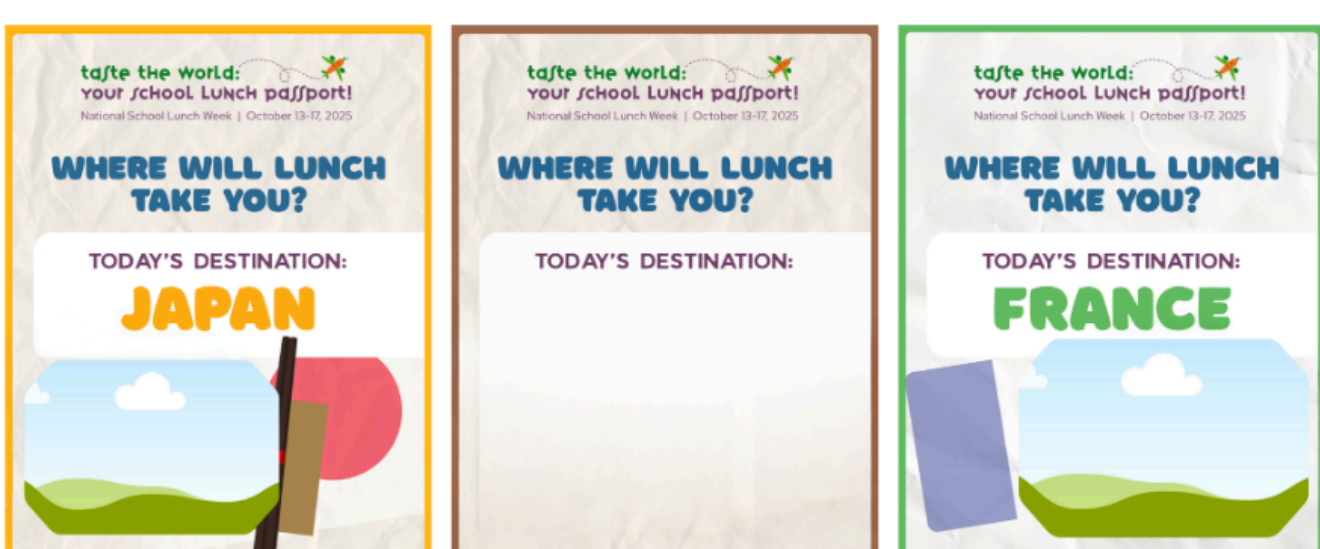 taste the world:
your school lunch passport!
National School Lunch Week | October 13-17, 2025
WHERE WILL LUNCH
TAKE YOU?
TODAY'S DESTINATION:
JAPAN
taste the world:
your school lunch passport!
National School Lunch Week | October 13-17, 2025
WHERE WILL LUNCH
TAKE YOU?
TODAY'S DESTINATION:
taste the world:
your school lunch passport!
National School Lunch Week | October 13-17, 2025
WHERE WILL LUNCH
TAKE YOU?
TODAY'S DESTINATION:
FRANCE